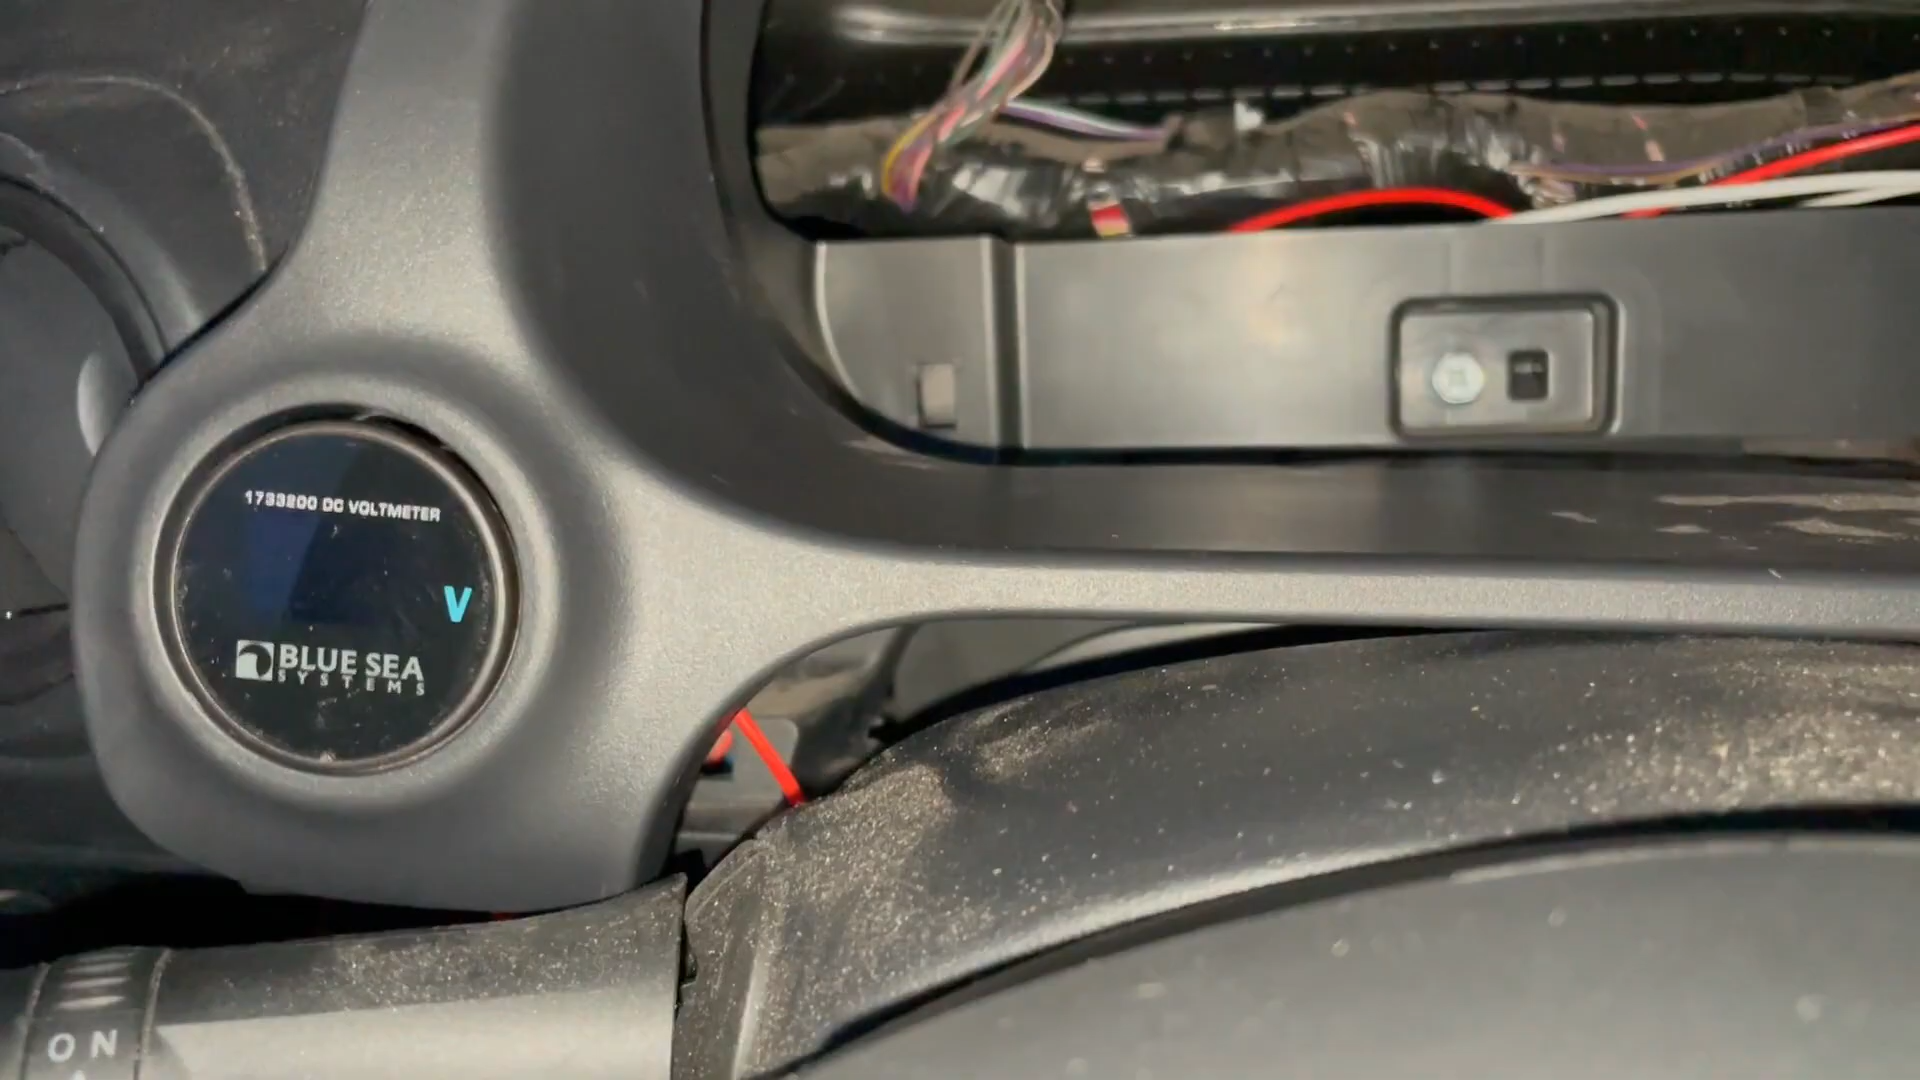 1733200 DC VOLTMETER
V
BLUE SEA
SYSTEMS
ON